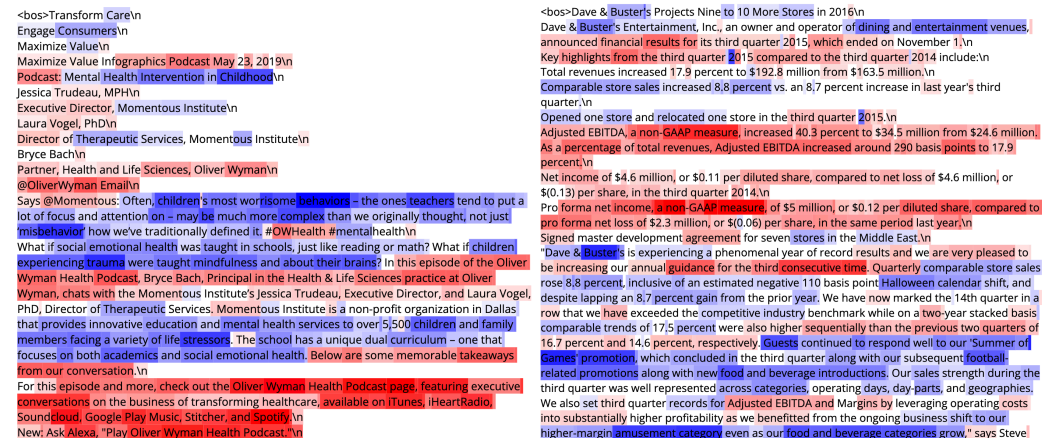 <bos>Transform Care\n
Engage Consumers\n
Maximize Value\n
Maximize Value Infographics Podcast May 23, 2019\n
Podcast: Mental Health Intervention in Childhood\n
Jessica Trudeau, MPH\n
Executive Director, Momentous Institute\n
Laura Vogel, PhD\n
Director of Therapeutic Services, Momentous Institute\n
Bryce Bach\n
Partner, Health and Life Sciences, Oliver Wyman\n
@OliverWyman Email\n
Says @Momentous: Often, children's most worrisome behaviors – the ones teachers tend to put a
lot of focus and attention on – may be much more complex than we originally thought, not just
'misbehavior' how we've traditionally defined it. #OWHealth #mentalhealth\n
What if social emotional health was taught in schools, just like reading or math? What if children
experiencing trauma were taught mindfulness and about their brains? In this episode of the Oliver
Wyman Health Podcast, Bryce Bach, Principal in the Health & Life Sciences practice at Oliver
Wyman, chats with the Momentous Institute's Jessica Trudeau, Executive Director, and Laura Vogel,
PhD, Director of Therapeutic Services. Momentous Institute is a non-profit organization in Dallas
that provides innovative education and mental health services to over 5,500 children and family
members facing a variety of life stressors. The school has a unique dual curriculum – one that
focuses on both academics and social emotional health. Below are some memorable takeaways
from our conversation.\n
For this episode and more, check out the Oliver Wyman Health Podcast page, featuring executive
conversations on the business of transforming healthcare, available on iTunes, iHeartRadio,
Soundcloud, Google Play Music, Stitcher, and Spotify.\n
New: Ask Alexa, "Play Oliver Wyman Health Podcast."\n
<bos>Dave & Buster's Projects Nine to 10 More Stores in 2016\n
Dave & Buster's Entertainment, Inc., an owner and operator of dining and entertainment venues,
announced financial results for its third quarter 2015, which ended on November 1.\n
Key highlights from the third quarter 2015 compared to the third quarter 2014 include:\n
Total revenues increased 17.9 percent to $192.8 million from $163.5 million.\n
Comparable store sales increased 8.8 percent vs. an 8.7 percent increase in last year's third
quarter.\n
Opened one store and relocated one store in the third quarter 2015.\n
Adjusted EBITDA, a non-GAAP measure, increased 40.3 percent to $34.5 million from $24.6 million.
As a percentage of total revenues, Adjusted EBITDA increased around 290 basis points to 17.9
percent.\n
Net income of $4.6 million, or $0.11 per diluted share, compared to net loss of $4.6 million, or
$(0.13) per share, in the third quarter 2014.\n
Pro forma net income, a non-GAAP measure, of $5 million, or $0.12 per diluted share, compared to
pro forma net loss of $2.3 million, or $(0.06) per share, in the same period last year.\n
Signed master development agreement for seven stores in the Middle East.\n
"Dave & Buster's is experiencing a phenomenal year of record results and we are very pleased to
be increasing our annual guidance for the third consecutive time. Quarterly comparable store sales
rose 8.8 percent, inclusive of an estimated negative 110 basis point Halloween calendar shift, and
despite lapping an 8.7 percent gain from the prior year. We have now marked the 14th quarter in a
row that we have exceeded the competitive industry benchmark while on a two-year stacked basis
comparable trends of 17.5 percent were also higher sequentially than the previous two quarters of
16.7 percent and 14.6 percent, respectively. Guests continued to respond well to our 'Summer of
Games' promotion, which concluded in the third quarter along with our subsequent football-
related promotions along with new food and beverage introductions. Our sales strength during the
third quarter was well represented across categories, operating days, day-parts, and geographies.
We also set third quarter records for Adjusted EBITDA and Margins by leveraging operating costs
into substantially higher profitability as we benefitted from the ongoing business shift to our
higher-margin amusement category even as our food and beverage categories grow," says Steve